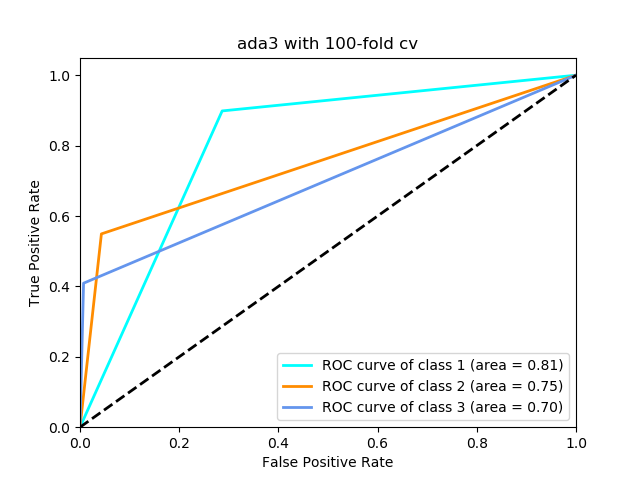 ada3 with 100-fold cv
1.0
0.8
0.6
0.4
0.2
0.0
True Positive Rate
ROC curve of class 1 (area = 0.81)
ROC curve of class 2 (area = 0.75)
ROC curve of class 3 (area = 0.70)
0.0 0.2 0.4 0.6 0.8 1.0
False Positive Rate